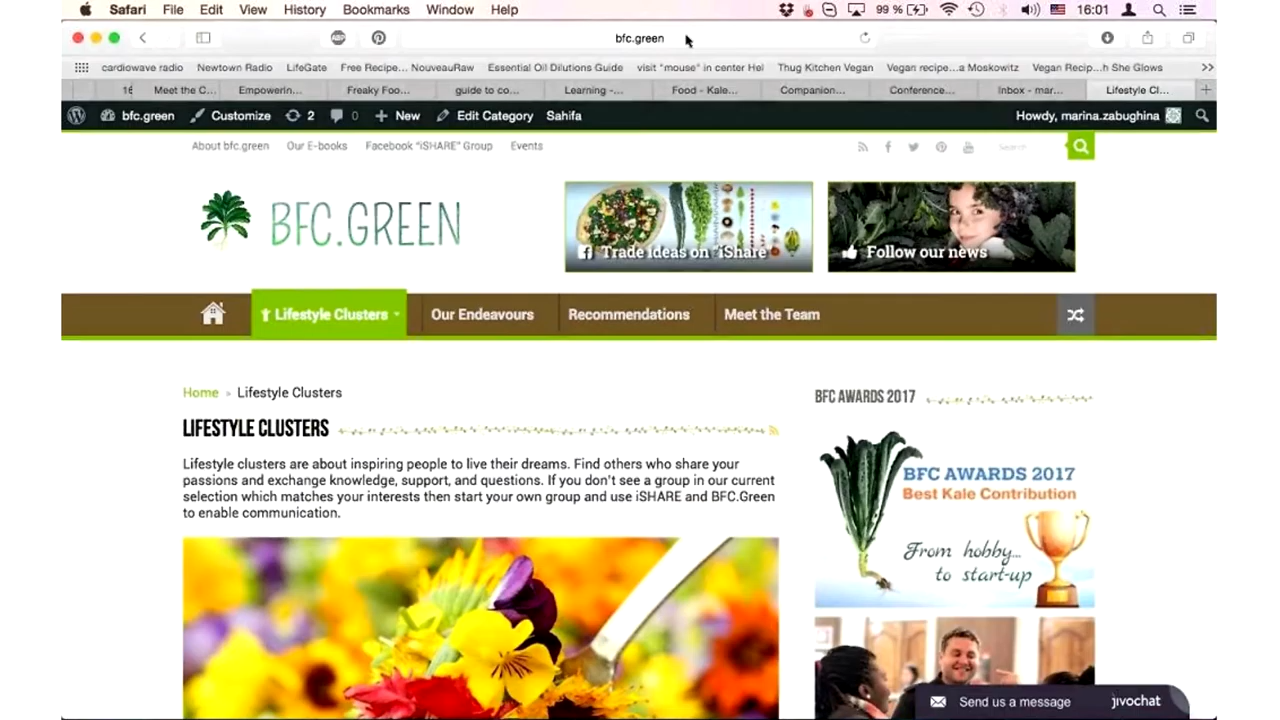 Safari File Edit View History Bookmarks Window Help 99 % 16:01
bfc.green
cardiowave radio Newtown Radio LifeGate Free Recipe... NouveauRaw Essential Oil Dilutions Guide visit "mouse" in center Hei Thug Kitchen Vegan Vegan recipe...a Moskowitz Vegan Recip...h She Glows >>
16 Meet the C... Empowerin... Freaky Foo... guide to co... Learning -... Food - Kale... Companion... Conference... Inbox - mar... Lifestyle Cl... +
bfc.green Customize 2 0 New Edit Category Sahifa Howdy, marina.zabughina
About bfc.green Our E-books Facebook "iSHARE" Group Events Search
BFC.GREEN
Trade ideas on "iShare"
Follow our news
Lifestyle Clusters Our Endeavours Recommendations Meet the Team
Home » Lifestyle Clusters
LIFESTYLE CLUSTERS
Lifestyle clusters are about inspiring people to live their dreams. Find others who share your
passions and exchange knowledge, support, and questions. If you don't see a group in our current
selection which matches your interests then start your own group and use iSHARE and BFC.Green
to enable communication.
BFC AWARDS 2017
BFC AWARDS 2017
Best Kale Contribution
From hobby...
to start-up
Send us a message jivochat